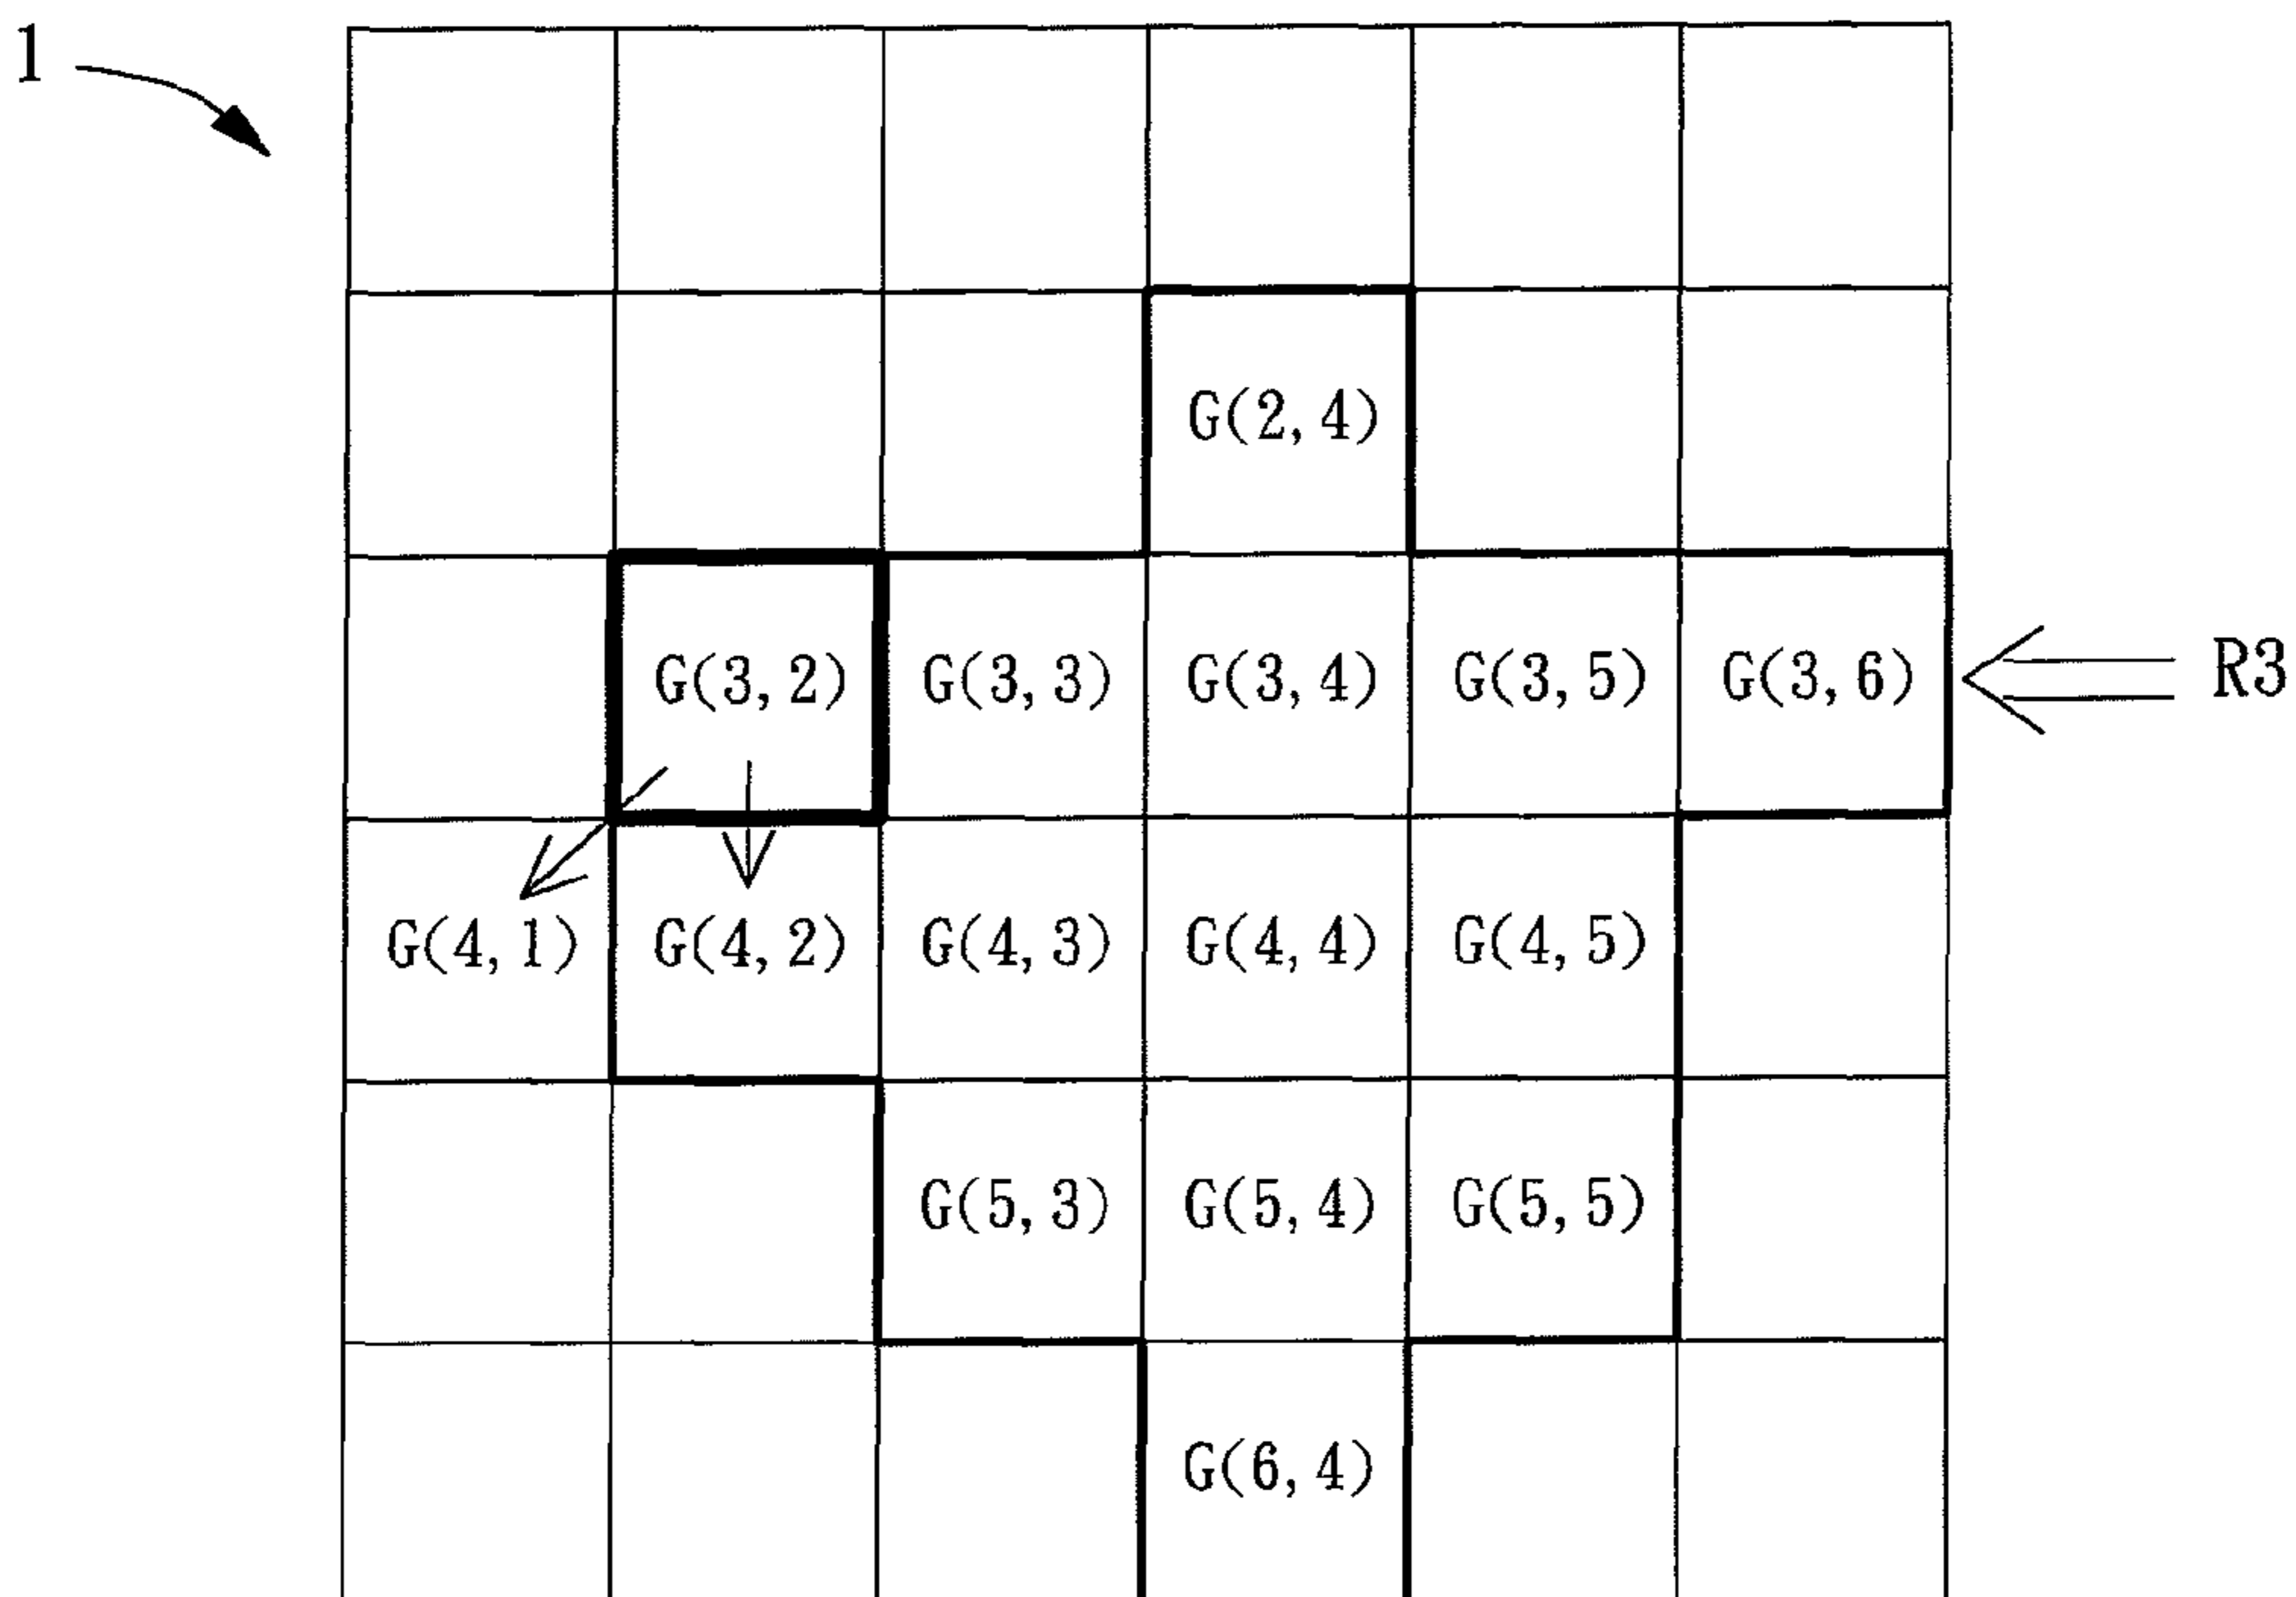 1
G(2,4)
G(3,2) G(3,3) G(3,4) G(3,5) G(3,6) R3
G(4,1) G(4,2) G(4,3) G(4,4) G(4,5)
G(5,3) G(5,4) G(5,5)
G(6,4)